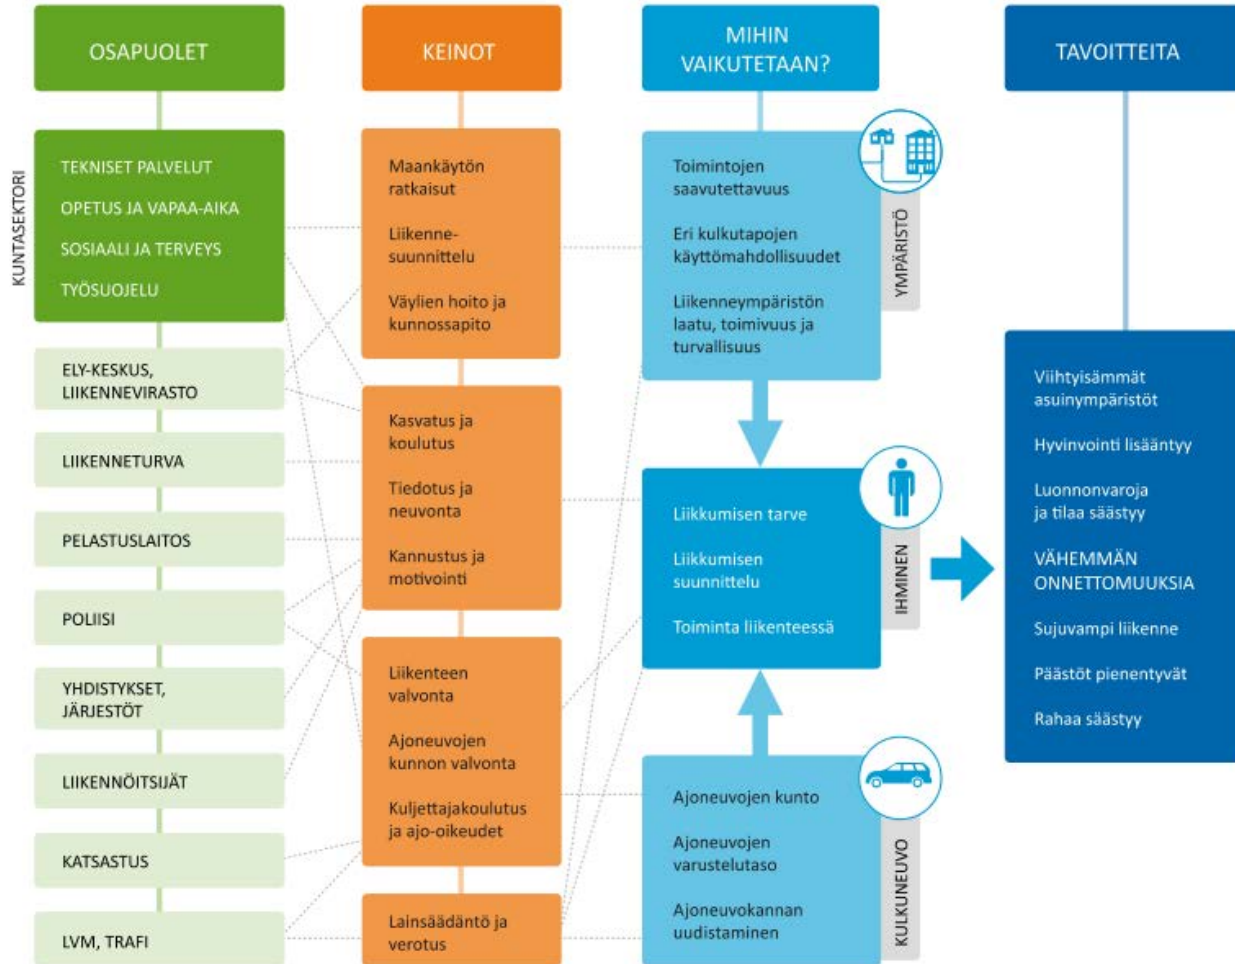 OSAPUOLET
KUNTASEKTORI
TEKNISET PALVELUT
OPETUS JA VAPAA-AIKA
SOSIAALI JA TERVEYS
TYÖSUOJELU
ELY-KESKUS,
LIIKENNEVIRASTO
LIIKENNETURVA
PELASTUSLAITOS
POLIISI
YHDISTYKSET,
JÄRJESTÖT
LIIKENNÖITSIJÄT
KATSASTUS
LVM, TRAFI
KEINOT
Maankäytön
ratkaisut
Liikenne-
suunnittelu
Väylien hoito ja
kunnossapito
Kasvatus ja
koulutus
Tiedotus ja
neuvonta
Kannustus ja
motivointi
Liikenteen
valvonta
Ajoneuvojen
kunnon valvonta
Kuljettajakoulutus
ja ajo-oikeudet
Lainsäädäntö ja
verotus
MIHIN
VAIKUTETAAN?
Toimintojen
saavutettavuus
Eri kulkutapojen
käyttömahdollisuudet
Liikenneympäristön
laatu, toimivuus ja
turvallisuus
YMPÄRISTÖ
Liikkumisen tarve
Liikkumisen
suunnittelu
Toiminta liikenteessä
IHMINEN
Ajoneuvojen kunto
Ajoneuvojen
varustelutaso
Ajoneuvokannan
uudistaminen
KULKUNEUVO
TAVOITTEITA
Viihtyisämmät
asuinympäristöt
Hyvinvointi lisääntyy
Luonnonvaroja
ja tilaa säästyy
VÄHEMMÄN
ONNETTOMUUKSIA
Sujuvampi liikenne
Päästöt pienentyvät
Rahaa säästyy